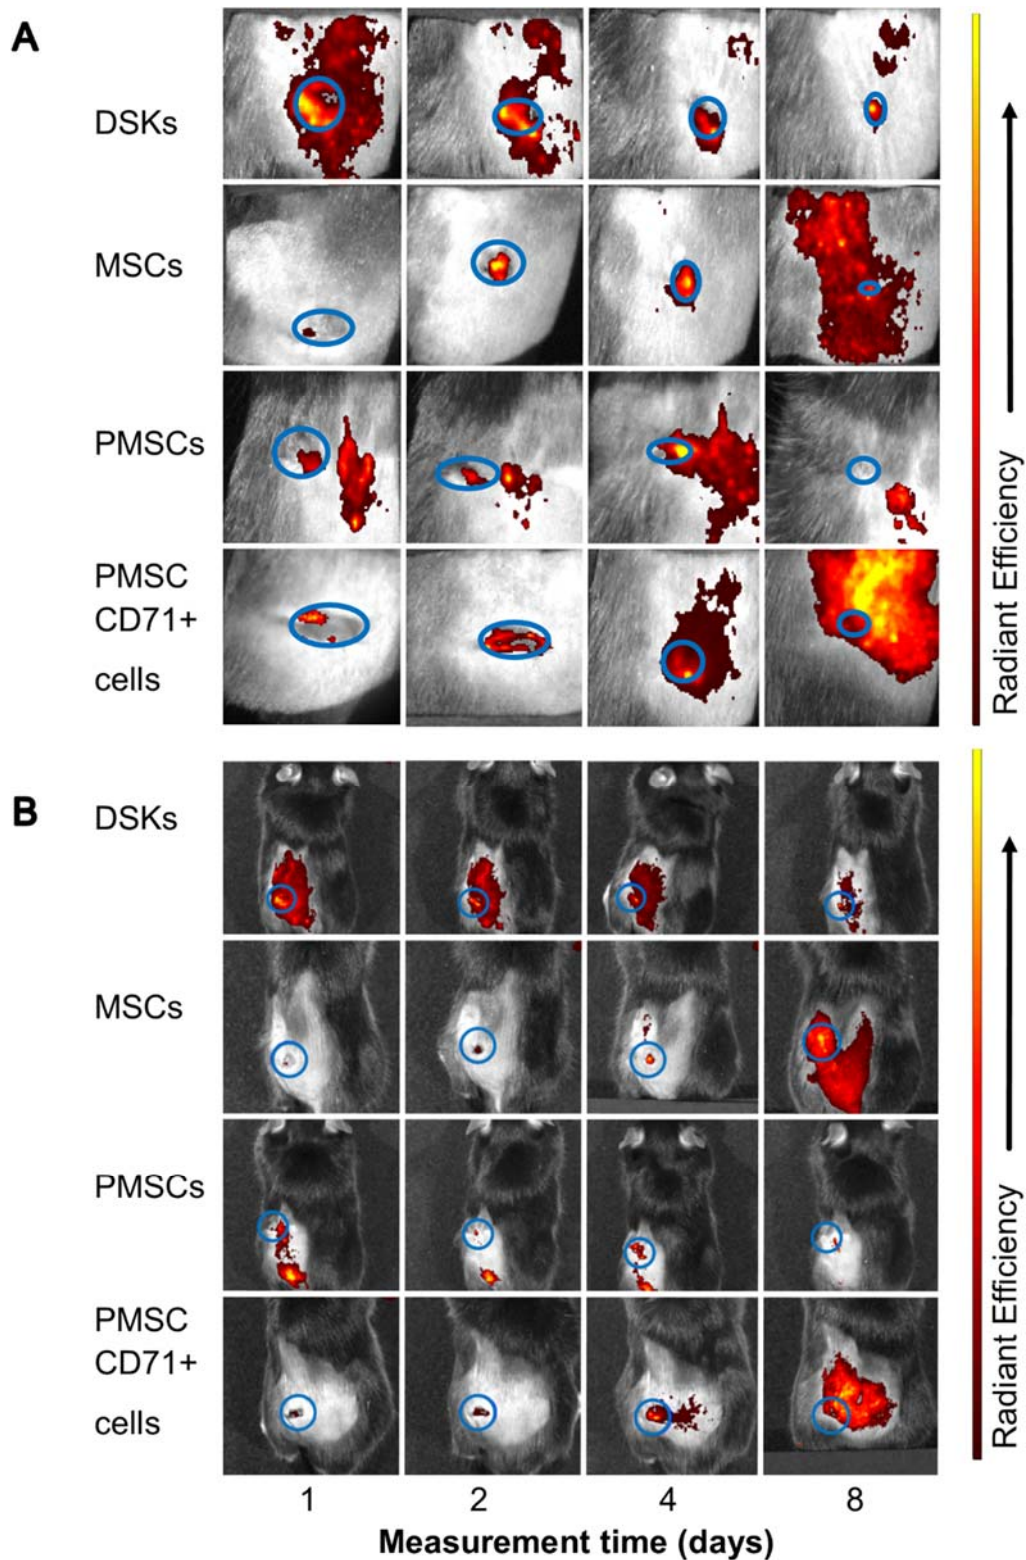 A
DSKs
MSCs
PMSCs
PMSC
CD71+
cells
Radiant Efficiency
B
DSKs
MSCs
PMSCs
PMSC
CD71+
cells
Radiant Efficiency
1 2 4 8
Measurement time (days)